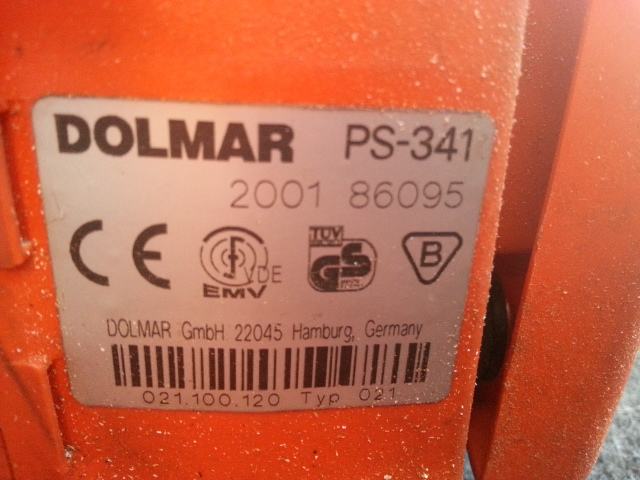 DOLMAR PS-341
2001 86095
CE VDE EMV TÜV GS B
DOLMAR GmbH 22045 Hamburg, Germany
021.100.120 Typ 021